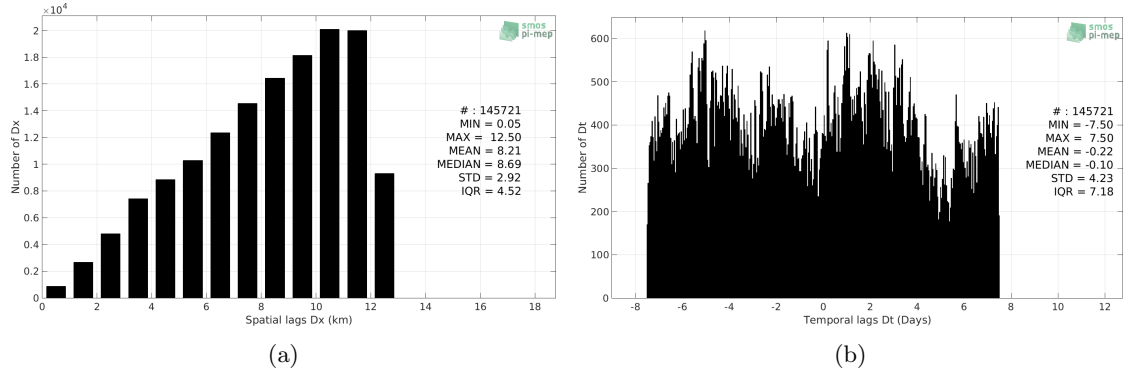 ×10⁴
2
1.8
1.6
1.4
1.2
1
0.8
0.6
0.4
0.2
0
Number of Dx
0 2 4 6 8 10 12 14 16 18
Spatial lags Dx (km)
smos
pi-mep
# : 145721
MIN = 0.05
MAX = 12.50
MEAN = 8.21
MEDIAN = 8.69
STD = 2.92
IQR = 4.52
(a)
600
500
400
300
200
100
0
Number of Dt
-8 -6 -4 -2 0 2 4 6 8 10 12
Temporal lags Dt (Days)
smos
pi-mep
# : 145721
MIN = -7.50
MAX = 7.50
MEAN = -0.22
MEDIAN = -0.10
STD = 4.23
IQR = 7.18
(b)